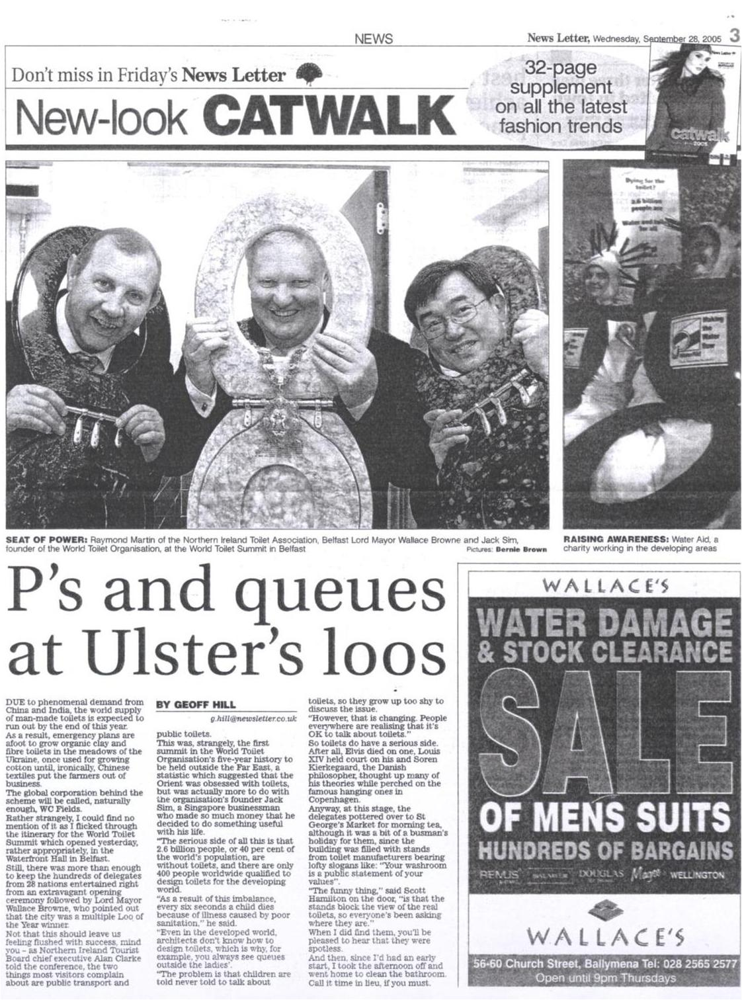 NEWS
News Letter, Wednesday, September 28, 2005 3
Don't miss in Friday's News Letter
New-look CATWALK
32-page
supplement
on all the latest
fashion trends
catwalk
2005
Dying for the
toilet?
2.6 billion
people are
Water and
for all
Making
the
Water
flow
SEAT OF POWER: Raymond Martin of the Northern Ireland Toilet Association, Belfast Lord Mayor Wallace Browne and Jack Sim,
founder of the World Toilet Organisation, at the World Toilet Summit in Belfast
Pictures: Bernie Brown
RAISING AWARENESS: Water Aid, a
charity working in the developing areas
P's and queues
at Ulster's loos
DUE to phenomenal demand from
China and India, the world supply
of man-made toilets is expected to
run out by the end of this year.
As a result, emergency plans are
afoot to grow organic clay and
fibre toilets in the meadows of the
Ukraine, once used for growing
cotton until, ironically, Chinese
textiles put the farmers out of
business.
The global corporation behind the
scheme will be called, naturally
enough, WC Fields.
Rather strangely, I could find no
mention of it as I flicked through
the itinerary for the World Toilet
Summit which opened yesterday,
rather appropriately, in the
Waterfront Hall in Belfast.
Still, there was more than enough
to keep the hundreds of delegates
from 28 nations entertained right
from an extravagant opening
ceremony followed by Lord Mayor
Wallace Browne, who pointed out
that the city was a multiple Loo of
the Year winner.
Not that this should leave us
feeling flushed with success, mind
you – as Northern Ireland Tourist
Board chief executive Alan Clarke
told the conference, the two
things most visitors complain
about are public transport and
BY GEOFF HILL
g.hill@newsletter.co.uk
public toilets.
This was, strangely, the first
summit in the World Toilet
Organisation's five-year history to
be held outside the Far East, a
statistic which suggested that the
Orient was obsessed with toilets,
but was actually more to do with
the organisation's founder Jack
Sim, a Singapore businessman
who made so much money that he
decided to do something useful
with his life.
"The serious side of all this is that
2.6 billion people, or 40 per cent of
the world's population, are
without toilets, and there are only
400 people worldwide qualified to
design toilets for the developing
world.
"As a result of this imbalance,
every six seconds a child dies
because of illness caused by poor
sanitation," he said.
"Even in the developed world,
architects don't know how to
design toilets, which is why, for
example, you always see queues
outside the ladies'.
"The problem is that children are
told never told to talk about
toilets, so they grow up too shy to
discuss the issue.
"However, that is changing. People
everywhere are realising that it's
OK to talk about toilets."
So toilets do have a serious side.
After all, Elvis died on one, Louis
XIV held court on his and Soren
Kierkegaard, the Danish
philosopher, thought up many of
his theories while perched on the
famous hanging ones in
Copenhagen.
Anyway, at this stage, the
delegates pottered over to St
George's Market for morning tea,
although it was a bit of a busman's
holiday for them, since the
building was filled with stands
from toilet manufacturers bearing
lofty slogans like: "Your washroom
is a public statement of your
values".
"The funny thing," said Scott
Hamilton on the door, "is that the
stands block the view of the real
toilets, so everyone's been asking
where they are."
When I did find them, you'll be
pleased to hear that they were
spotless.
And then, since I'd had an early
start, I took the afternoon off and
went home to clean the bathroom.
Call it time in lieu, if you must.
WALLACE'S
WATER DAMAGE
& STOCK CLEARANCE
SALE
OF MENS SUITS
HUNDREDS OF BARGAINS
REMUS DOUGLAS Magee WELLINGTON
WALLACE'S
56-60 Church Street, Ballymena Tel: 028 2565 2577
Open until 9pm Thursdays